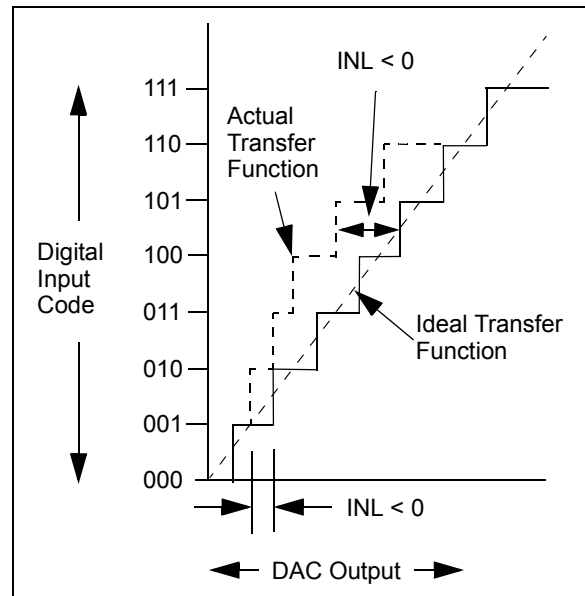 INL < 0
111
Actual
Transfer
Function
110
101
100
Digital
Input
Code
011
Ideal Transfer
Function
010
001
000
INL < 0
DAC Output